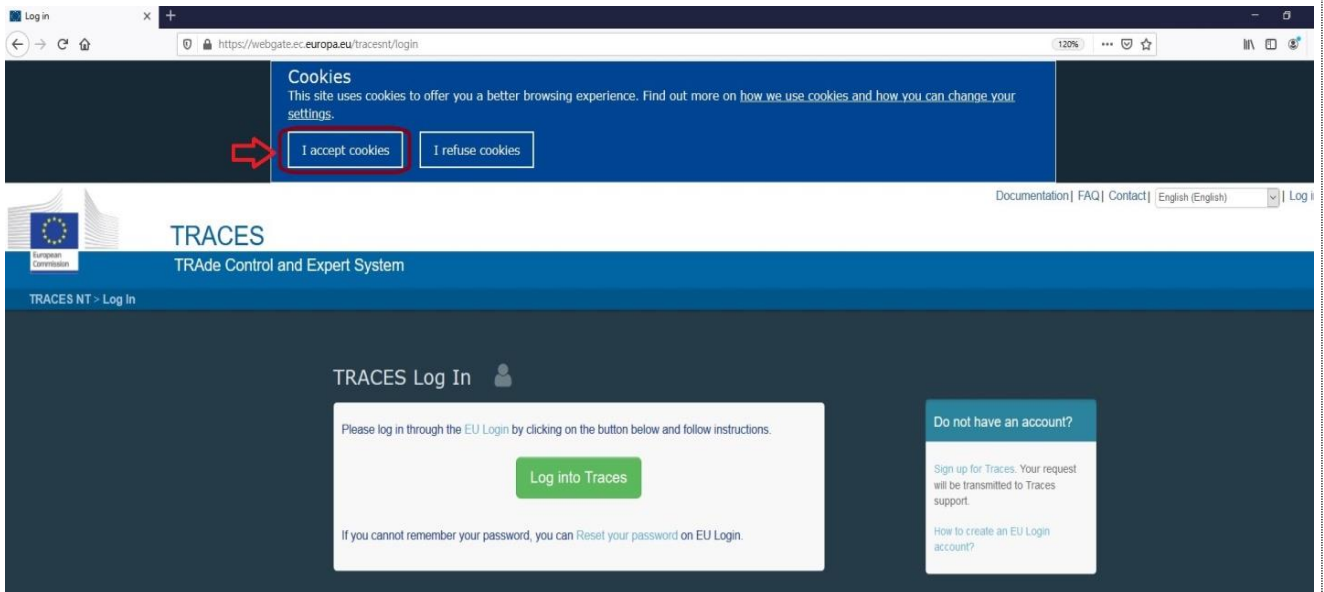 Log in
https://webgate.ec.europa.eu/tracesnt/login
120%
Cookies
This site uses cookies to offer you a better browsing experience. Find out more on how we use cookies and how you can change your
settings.
I accept cookies
I refuse cookies
Documentation| FAQ| Contact| English (English) | Log i
European
Commission
TRACES
TRAde Control and Expert System
TRACES NT > Log In
TRACES Log In
Please log in through the EU Login by clicking on the button below and follow instructions.
Log into Traces
If you cannot remember your password, you can Reset your password on EU Login.
Do not have an account?
Sign up for Traces. Your request
will be transmitted to Traces
support.
How to create an EU Login
account?